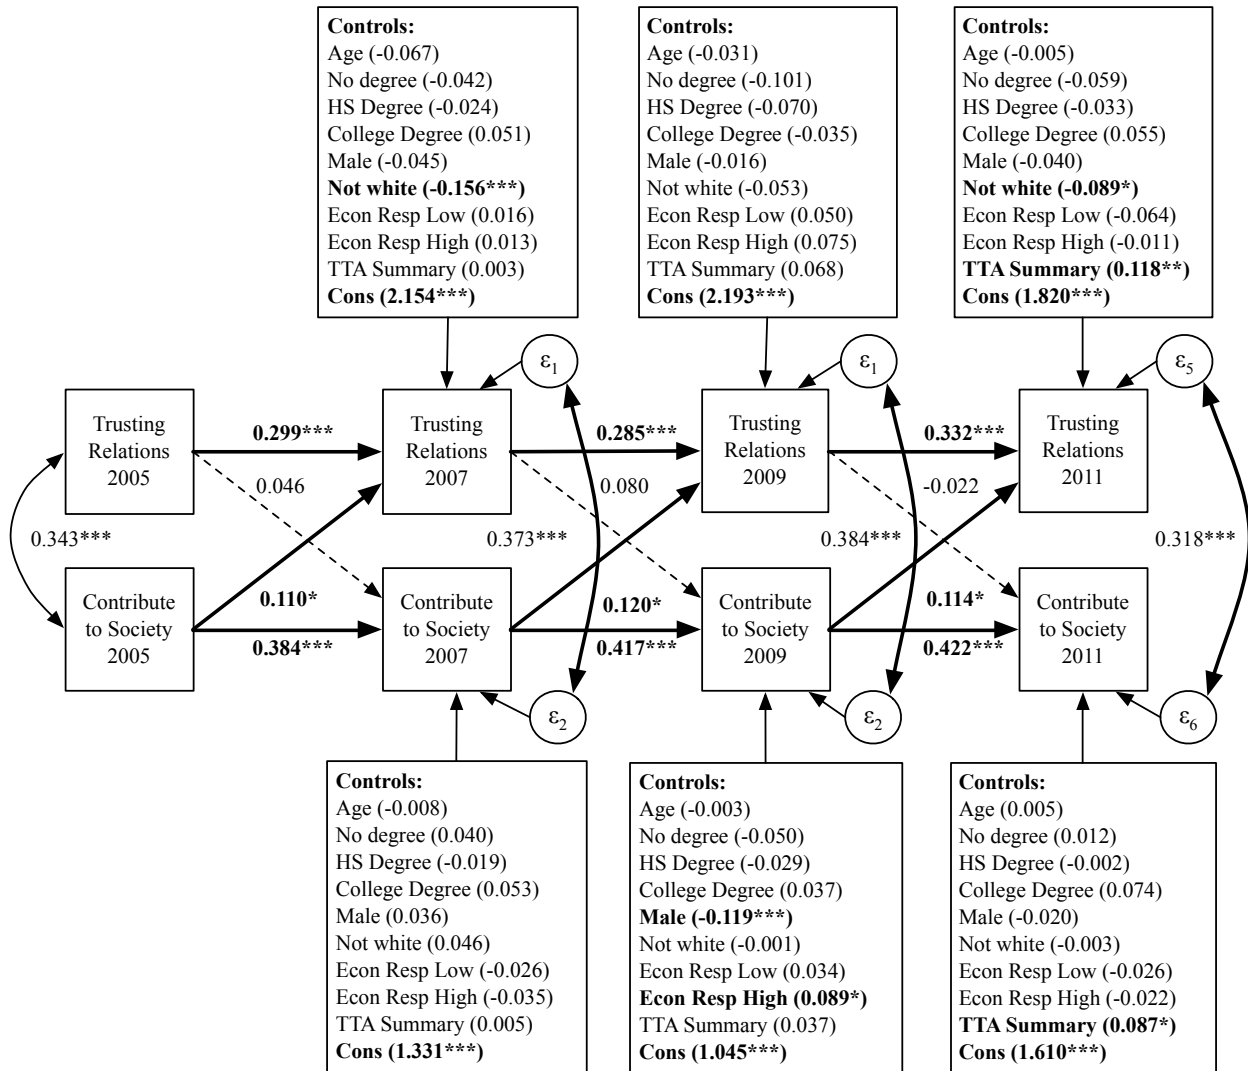 Controls:
Age (-0.067)
No degree (-0.042)
HS Degree (-0.024)
College Degree (0.051)
Male (-0.045)
Not white (-0.156***)
Econ Resp Low (0.016)
Econ Resp High (0.013)
TTA Summary (0.003)
Cons (2.154***)
Controls:
Age (-0.031)
No degree (-0.101)
HS Degree (-0.070)
College Degree (-0.035)
Male (-0.016)
Not white (-0.053)
Econ Resp Low (0.050)
Econ Resp High (0.075)
TTA Summary (0.068)
Cons (2.193***)
Controls:
Age (-0.005)
No degree (-0.059)
HS Degree (-0.033)
College Degree (0.055)
Male (-0.040)
Not white (-0.089*)
Econ Resp Low (-0.064)
Econ Resp High (-0.011)
TTA Summary (0.118**)
Cons (1.820***)
ε1
ε1
ε5
Trusting
Relations
2005
0.299***
Trusting
Relations
2007
0.285***
Trusting
Relations
2009
0.332***
Trusting
Relations
2011
0.046
0.080
-0.022
0.343***
0.373***
0.384***
0.318***
Contribute
to Society
2005
0.110*
0.384***
Contribute
to Society
2007
0.120*
0.417***
Contribute
to Society
2009
0.114*
0.422***
Contribute
to Society
2011
ε2
ε2
ε6
Controls:
Age (-0.008)
No degree (0.040)
HS Degree (-0.019)
College Degree (0.053)
Male (0.036)
Not white (0.046)
Econ Resp Low (-0.026)
Econ Resp High (-0.035)
TTA Summary (0.005)
Cons (1.331***)
Controls:
Age (-0.003)
No degree (-0.050)
HS Degree (-0.029)
College Degree (0.037)
Male (-0.119***)
Not white (-0.001)
Econ Resp Low (0.034)
Econ Resp High (0.089*)
TTA Summary (0.037)
Cons (1.045***)
Controls:
Age (0.005)
No degree (0.012)
HS Degree (-0.002)
College Degree (0.074)
Male (-0.020)
Not white (-0.003)
Econ Resp Low (-0.026)
Econ Resp High (-0.022)
TTA Summary (0.087*)
Cons (1.610***)